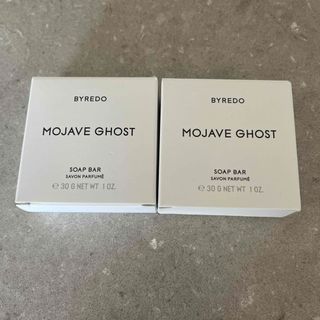 BYREDO
MOJAVE GHOST
SOAP BAR
SAVON PARFUMÉ
℮ 30 G NET WT 1 OZ.
BYREDO
MOJAVE GHOST
SOAP BAR
SAVON PARFUMÉ
℮ 30 G NET WT 1 OZ.